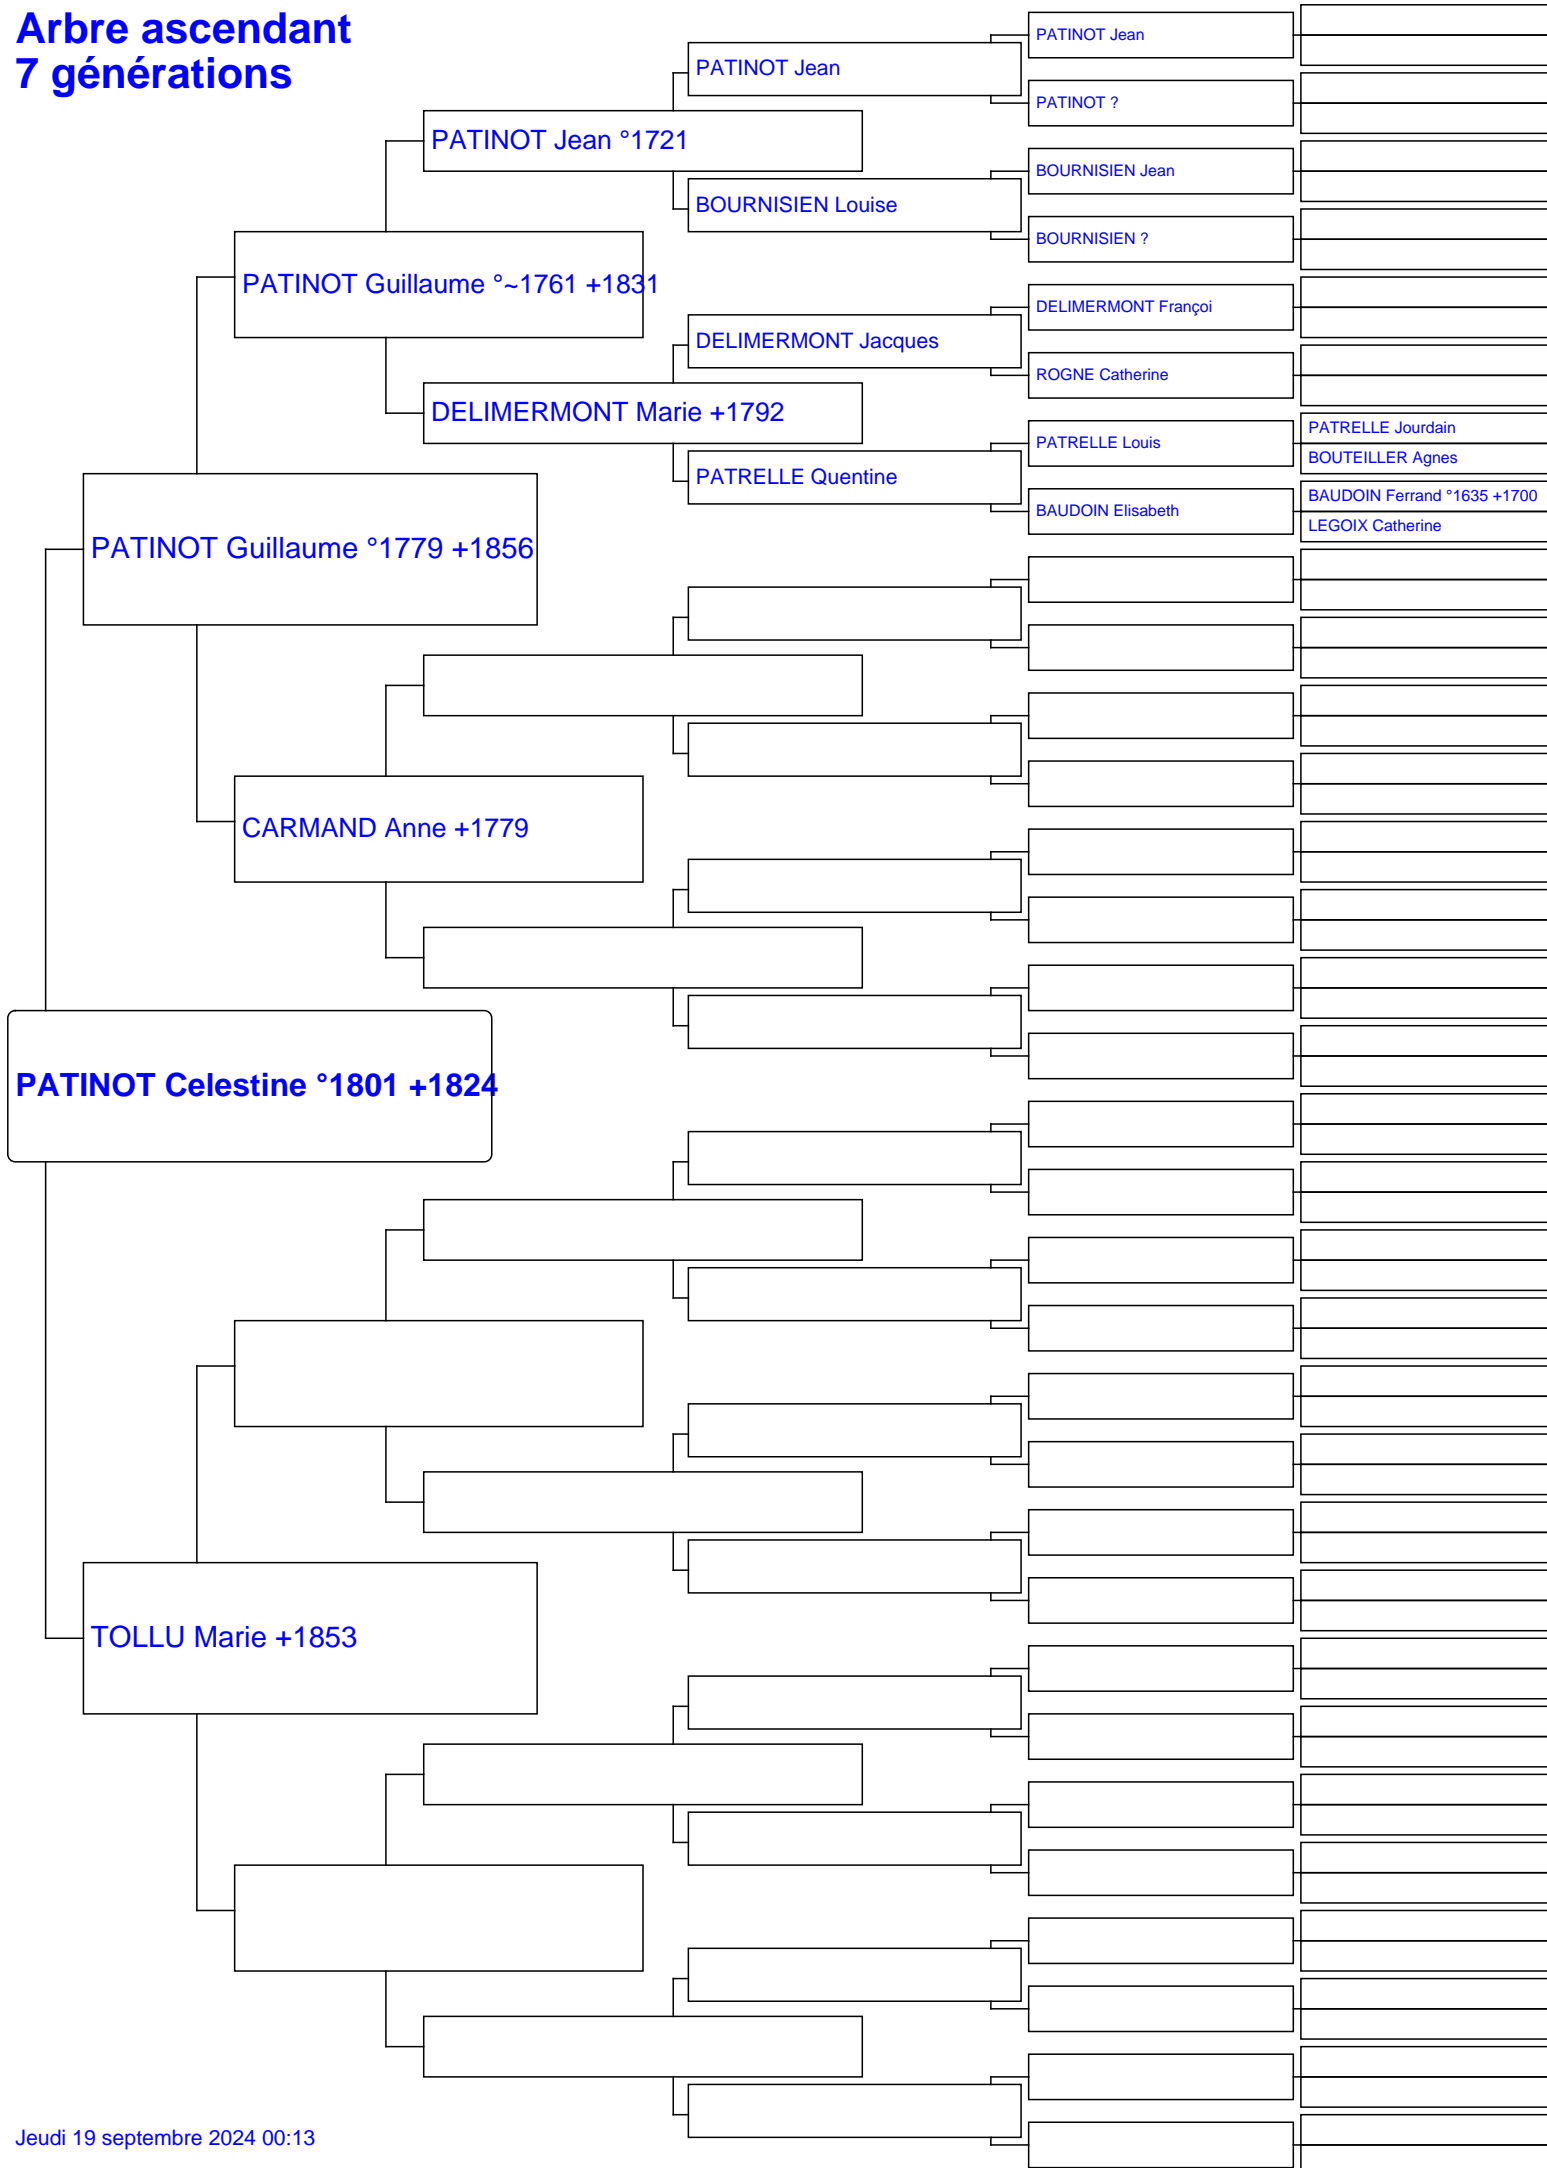 Arbre ascendant
7 générations
PATINOT Jean
PATINOT Jean
PATINOT ?
PATINOT Jean °1721
BOURNISIEN Jean
BOURNISIEN Louise
BOURNISIEN ?
PATINOT Guillaume °~1761 +1831
DELIMERMONT Françoi
DELIMERMONT Jacques
ROGNE Catherine
DELIMERMONT Marie +1792
PATRELLE Jourdain
PATRELLE Louis
BOUTEILLER Agnes
PATRELLE Quentine
BAUDOIN Ferrand °1635 +1700
BAUDOIN Elisabeth
LEGOIX Catherine
PATINOT Guillaume °1779 +1856
CARMAND Anne +1779
PATINOT Celestine °1801 +1824
TOLLU Marie +1853
Jeudi 19 septembre 2024 00:13